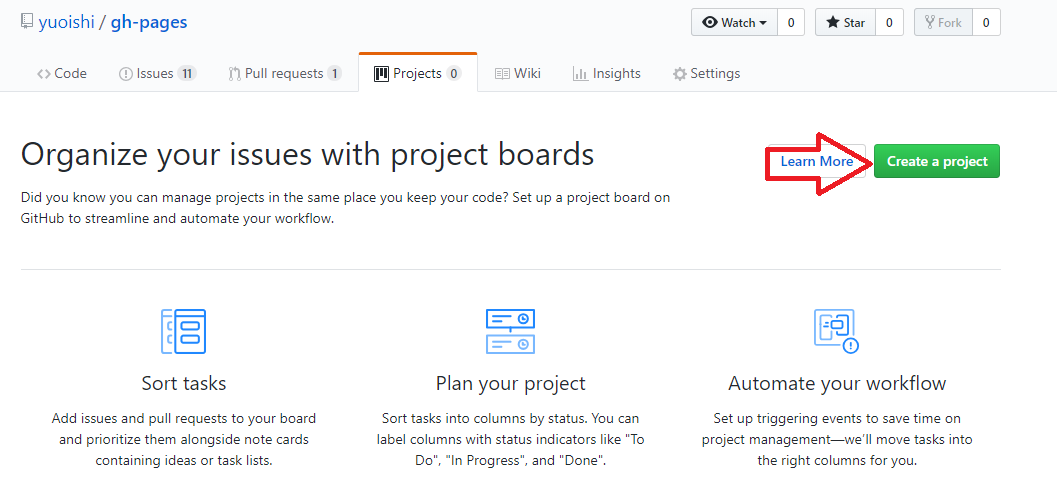 yuoishi / gh-pages
Watch 0 Star 0 Fork 0
Code Issues 11 Pull requests 1 Projects 0 Wiki Insights Settings
Organize your issues with project boards
Learn More Create a project
Did you know you can manage projects in the same place you keep your code? Set up a project board on
GitHub to streamline and automate your workflow.
Sort tasks
Add issues and pull requests to your board
and prioritize them alongside note cards
containing ideas or task lists.
Plan your project
Sort tasks into columns by status. You can
label columns with status indicators like "To
Do", "In Progress", and "Done".
Automate your workflow
Set up triggering events to save time on
project management—we’ll move tasks into
the right columns for you.